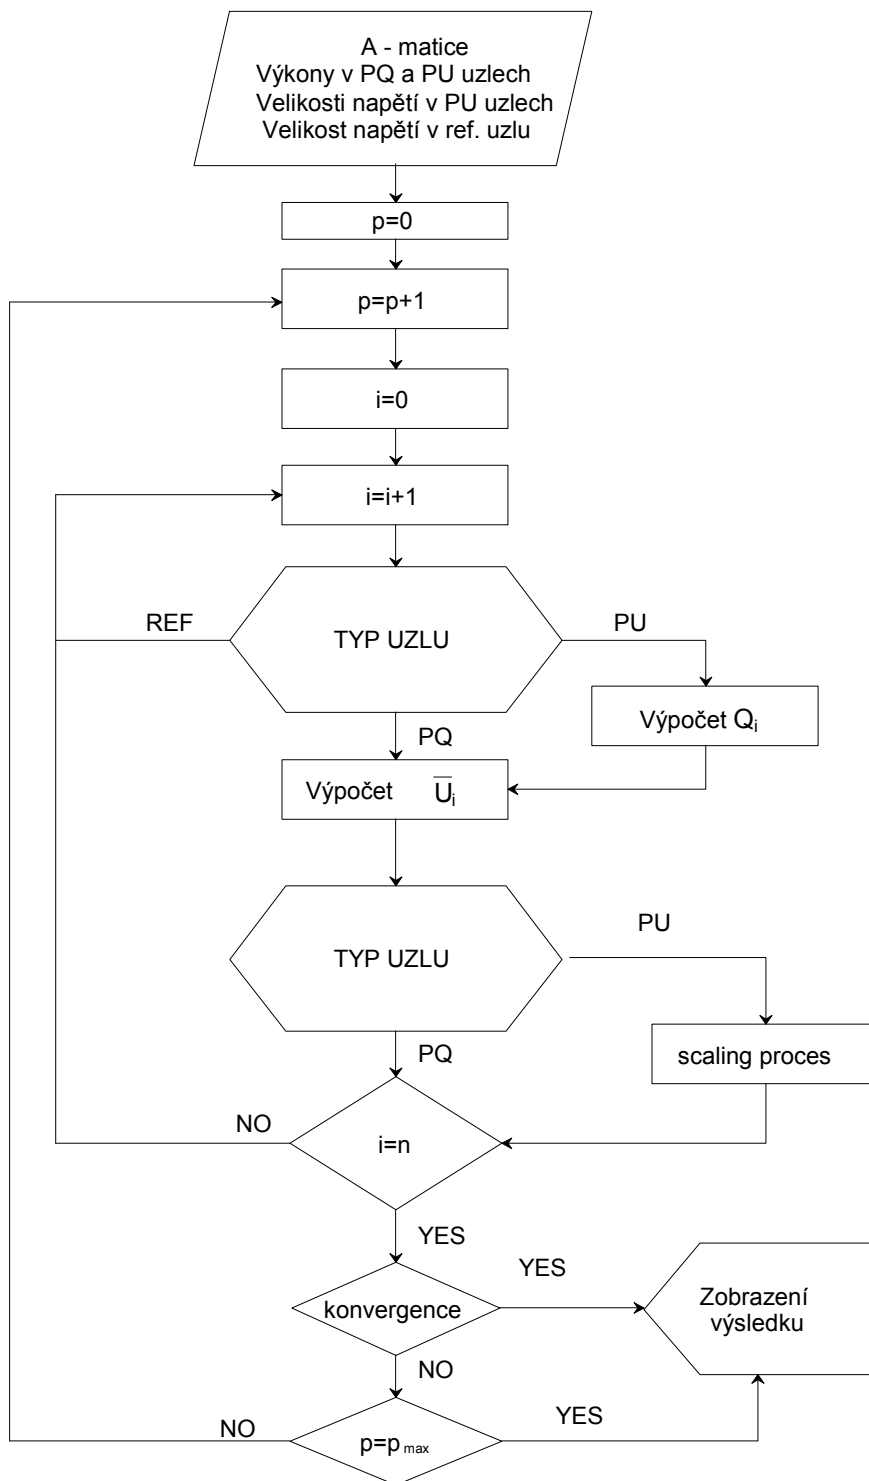 A - matice
Výkony v PQ a PU uzlech
Velikosti napětí v PU uzlech
Velikost napětí v ref. uzlu
p=0
p=p+1
i=0
i=i+1
REF
TYP UZLU
PU
Výpočet Qi
PQ
Výpočet U̅i
TYP UZLU
PU
scaling proces
PQ
NO
i=n
YES
YES
konvergence
Zobrazení
výsledku
NO
NO
YES
p=p max